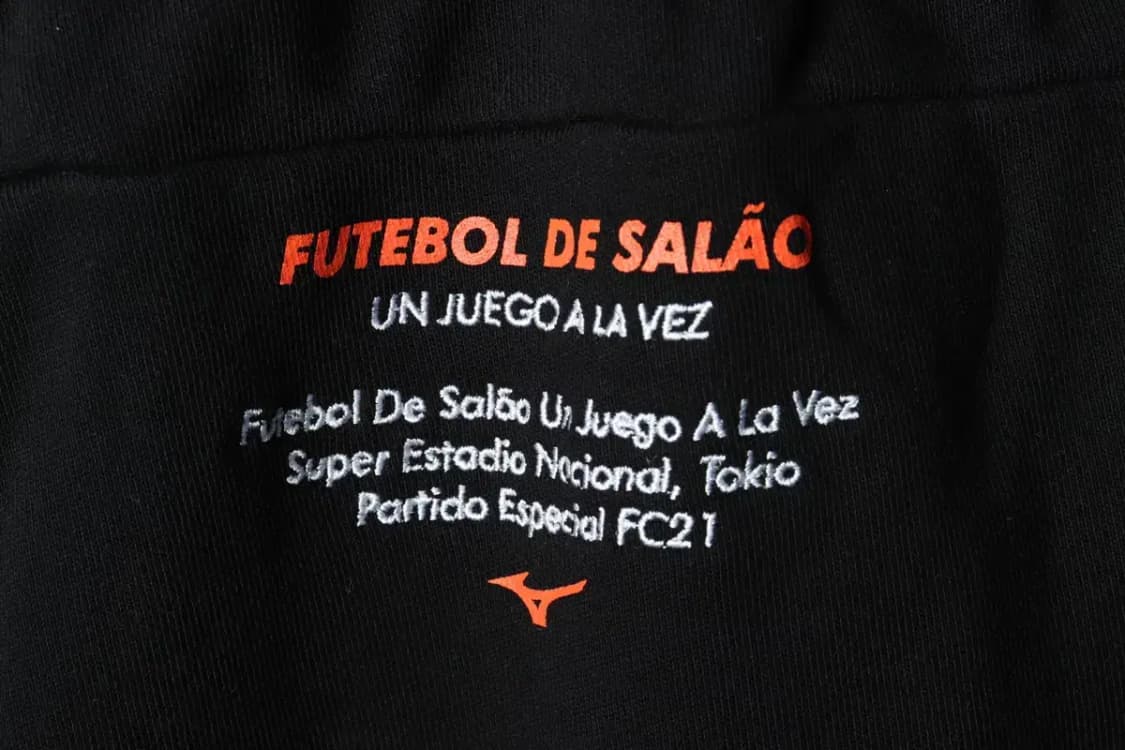 FUTEBOL DE SALÃO
UN JUEGO A LA VEZ
Futebol De Salão Un Juego A La Vez
Super Estadio Nacional, Tokio
Partido Especial FC21